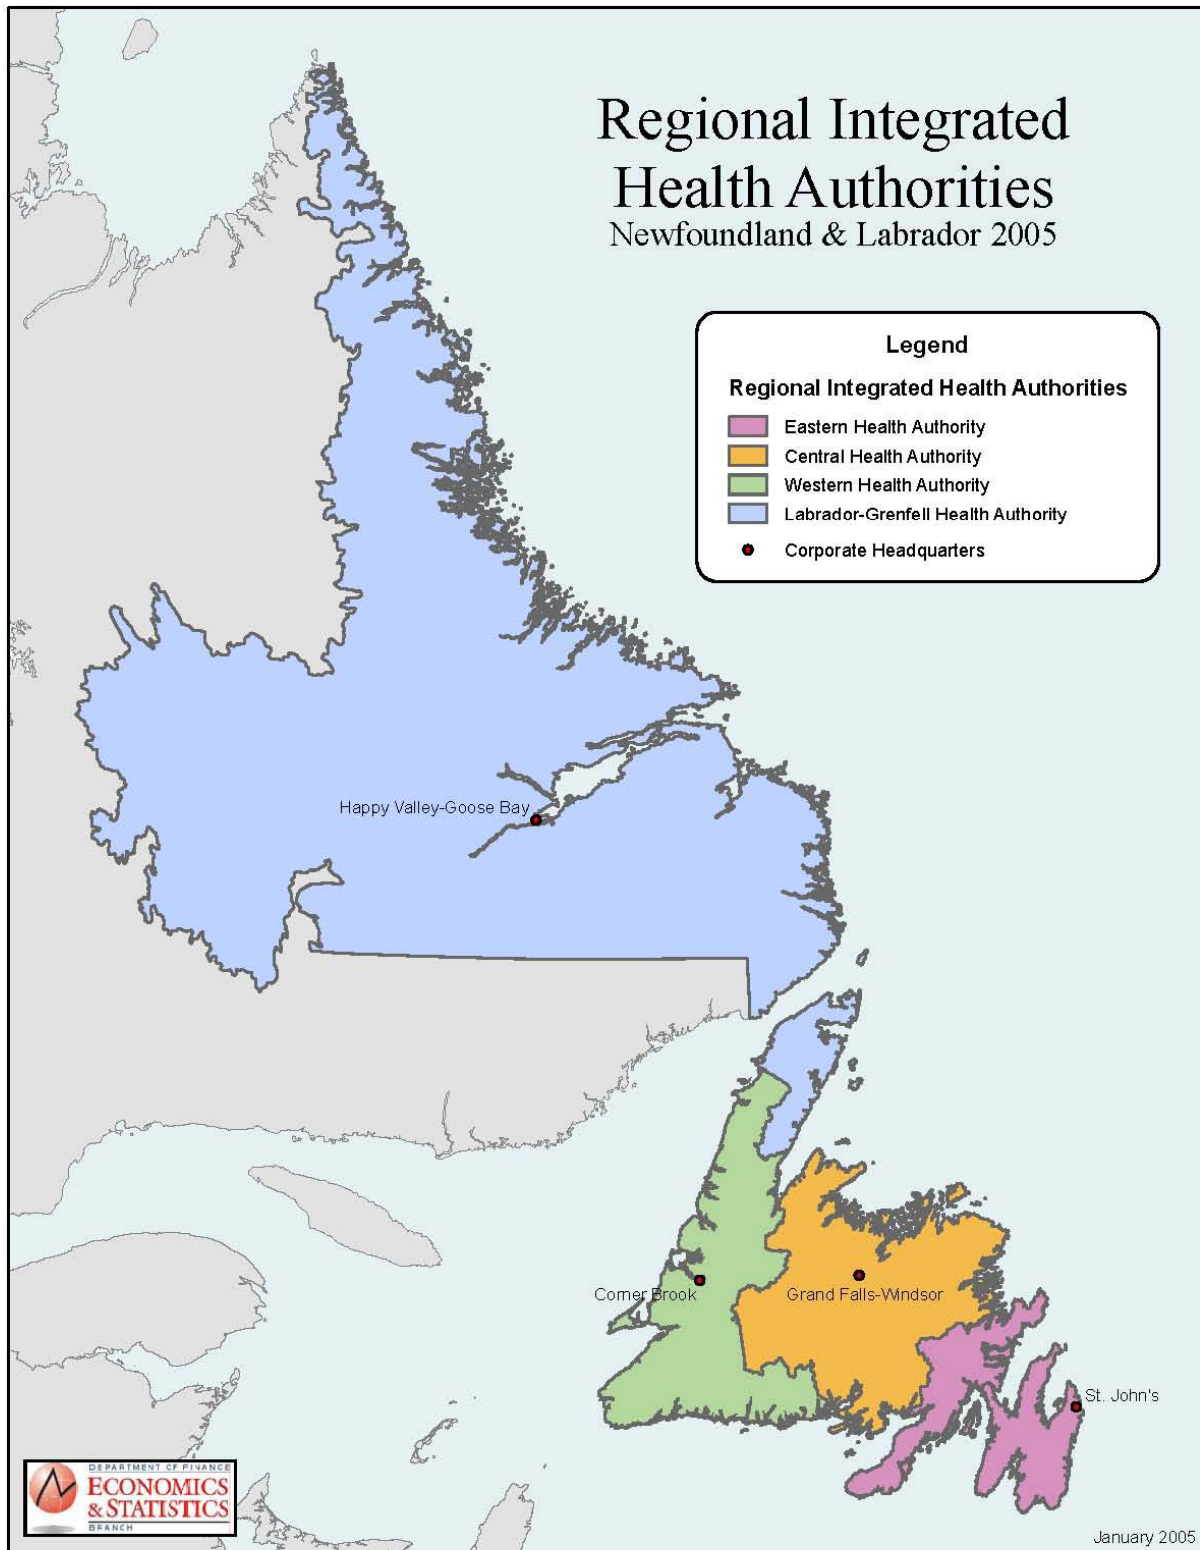 Regional Integrated
Health Authorities
Newfoundland & Labrador 2005
Legend
Regional Integrated Health Authorities
Eastern Health Authority
Central Health Authority
Western Health Authority
Labrador-Grenfell Health Authority
Corporate Headquarters
Happy Valley-Goose Bay
Corner Brook
Grand Falls-Windsor
St. John's
DEPARTMENT OF FINANCE
ECONOMICS
& STATISTICS
BRANCH
January 2005